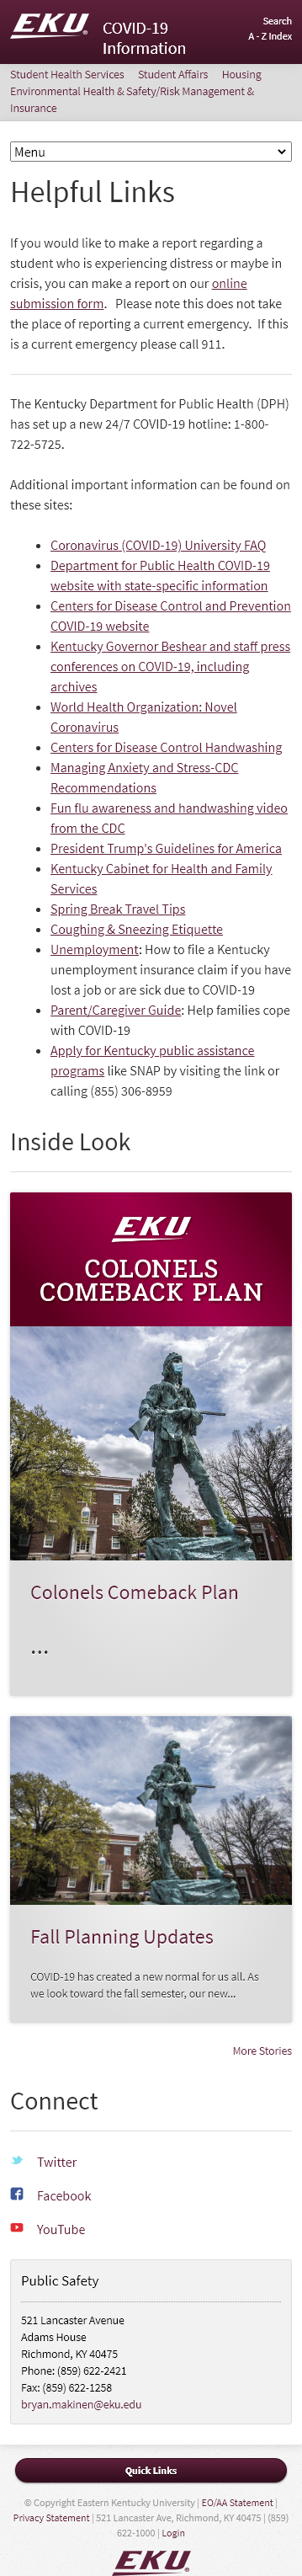 EKU
COVID-19
Information
Search
A - Z Index
Student Health Services Student Affairs Housing
Environmental Health & Safety/Risk Management &
Insurance
Menu
Helpful Links
If you would like to make a report regarding a
student who is experiencing distress or maybe in
crisis, you can make a report on our online
submission form. Please note this does not take
the place of reporting a current emergency. If this
is a current emergency please call 911.
The Kentucky Department for Public Health (DPH)
has set up a new 24/7 COVID-19 hotline: 1-800-
722-5725.
Additional important information can be found on
these sites:
• Coronavirus (COVID-19) University FAQ
• Department for Public Health COVID-19
website with state-specific information
• Centers for Disease Control and Prevention
COVID-19 website
• Kentucky Governor Beshear and staff press
conferences on COVID-19, including
archives
• World Health Organization: Novel
Coronavirus
• Centers for Disease Control Handwashing
• Managing Anxiety and Stress-CDC
Recommendations
• Fun flu awareness and handwashing video
from the CDC
• President Trump's Guidelines for America
• Kentucky Cabinet for Health and Family
Services
• Spring Break Travel Tips
• Coughing & Sneezing Etiquette
• Unemployment: How to file a Kentucky
unemployment insurance claim if you have
lost a job or are sick due to COVID-19
• Parent/Caregiver Guide: Help families cope
with COVID-19
• Apply for Kentucky public assistance
programs like SNAP by visiting the link or
calling (855) 306-8959
Inside Look
EKU
COLONELS
COMEBACK PLAN
Colonels Comeback Plan
...
Fall Planning Updates
COVID-19 has created a new normal for us all. As
we look toward the fall semester, our new...
More Stories
Connect
Twitter
Facebook
YouTube
Public Safety
521 Lancaster Avenue
Adams House
Richmond, KY 40475
Phone: (859) 622-2421
Fax: (859) 622-1258
bryan.makinen@eku.edu
Quick Links
© Copyright Eastern Kentucky University | EO/AA Statement |
Privacy Statement | 521 Lancaster Ave, Richmond, KY 40475 | (859)
622-1000 | Login
EKU